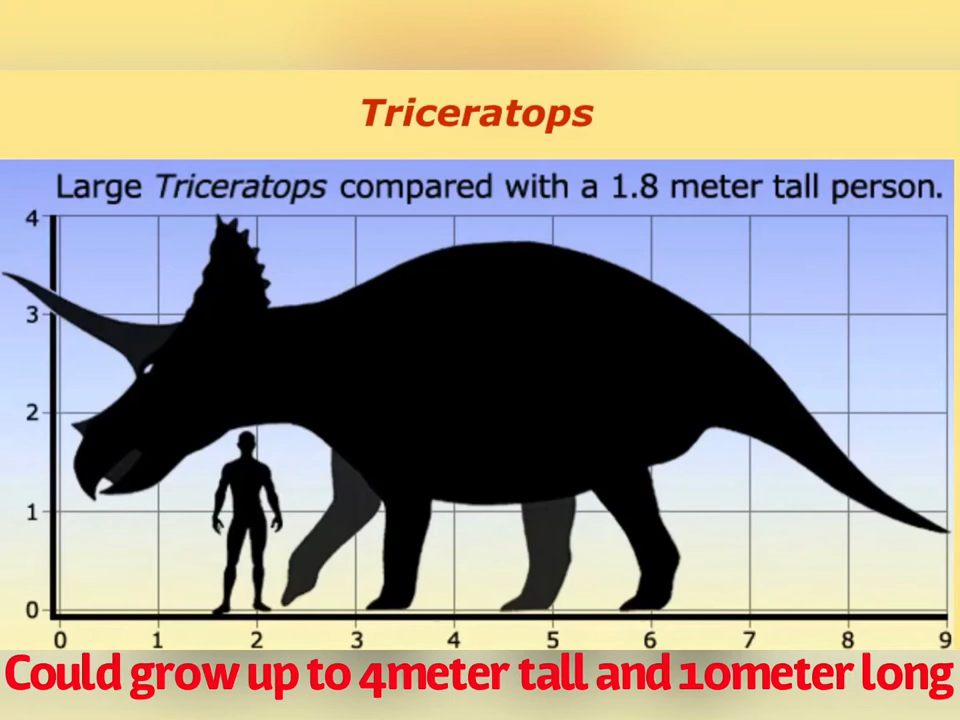 Triceratops
Large Triceratops compared with a 1.8 meter tall person.
4
3
2
1
0
0 1 2 3 4 5 6 7 8 9
Could grow up to 4meter tall and 10meter long